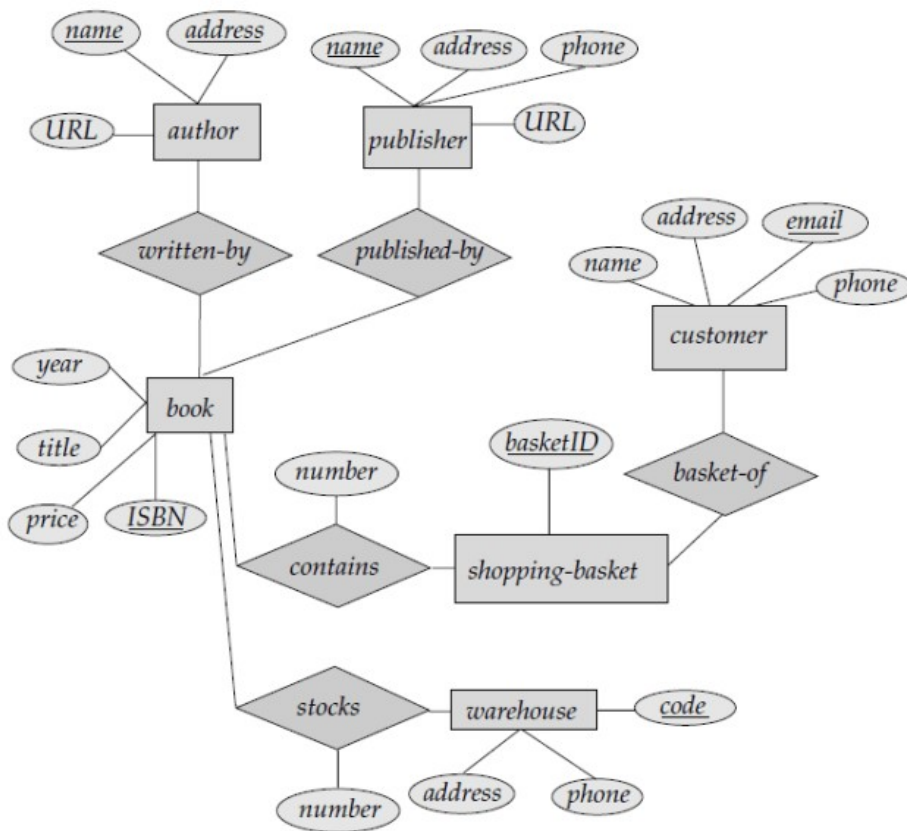 name
address
name
address
phone
URL
author
publisher
URL
written-by
published-by
address
email
name
phone
customer
year
book
title
basketID
number
basket-of
price
ISBN
contains
shopping-basket
stocks
warehouse
code
address
phone
number